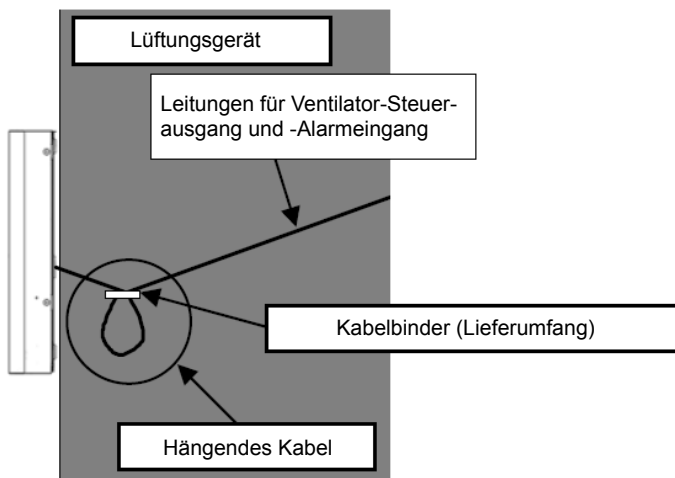 Lüftungsgerät
Leitungen für Ventilator-Steuer-
ausgang und -Alarmeingang
Kabelbinder (Lieferumfang)
Hängendes Kabel